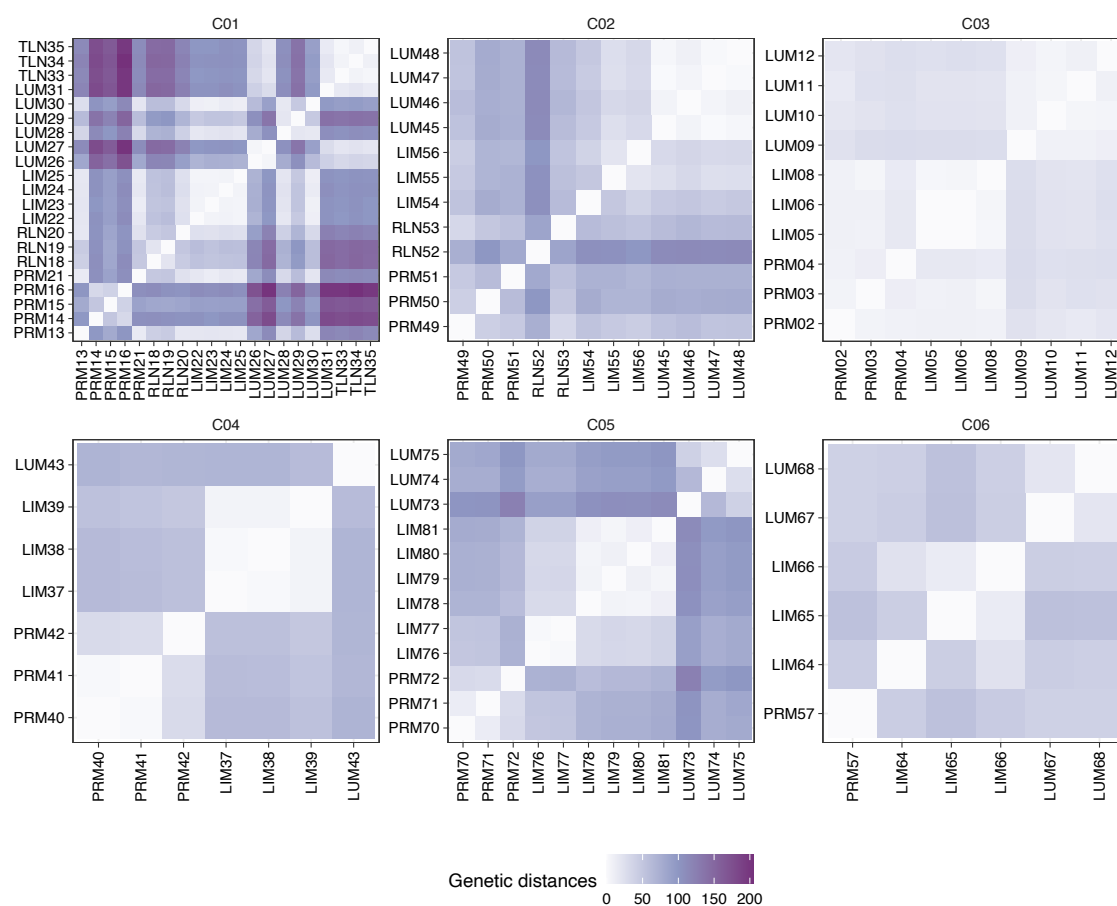 C01
C02
C03
TLN35
TLN34
TLN33
LUM31
LUM30
LUM29
LUM28
LUM27
LUM26
LIM25
LIM24
LIM23
LIM22
RLN20
RLN19
RLN18
PRM21
PRM16
PRM15
PRM14
PRM13
PRM13
PRM14
PRM15
PRM16
PRM21
RLN18
RLN19
RLN20
LIM22
LIM23
LIM24
LIM25
LUM26
LUM27
LUM28
LUM29
LUM30
LUM31
TLN33
TLN34
TLN35
LUM48
LUM47
LUM46
LUM45
LIM56
LIM55
LIM54
RLN53
RLN52
PRM51
PRM50
PRM49
PRM49
PRM50
PRM51
RLN52
RLN53
LIM54
LIM55
LIM56
LUM45
LUM46
LUM47
LUM48
LUM12
LUM11
LUM10
LUM09
LIM08
LIM06
LIM05
PRM04
PRM03
PRM02
PRM02
PRM03
PRM04
LIM05
LIM06
LIM08
LUM09
LUM10
LUM11
LUM12
C04
C05
C06
LUM43
LIM39
LIM38
LIM37
PRM42
PRM41
PRM40
PRM40
PRM41
PRM42
LIM37
LIM38
LIM39
LUM43
LUM75
LUM74
LUM73
LIM81
LIM80
LIM79
LIM78
LIM77
LIM76
PRM72
PRM71
PRM70
PRM70
PRM71
PRM72
LIM76
LIM77
LIM78
LIM79
LIM80
LIM81
LUM73
LUM74
LUM75
LUM68
LUM67
LIM66
LIM65
LIM64
PRM57
PRM57
LIM64
LIM65
LIM66
LUM67
LUM68
Genetic distances
0 50 100 150 200